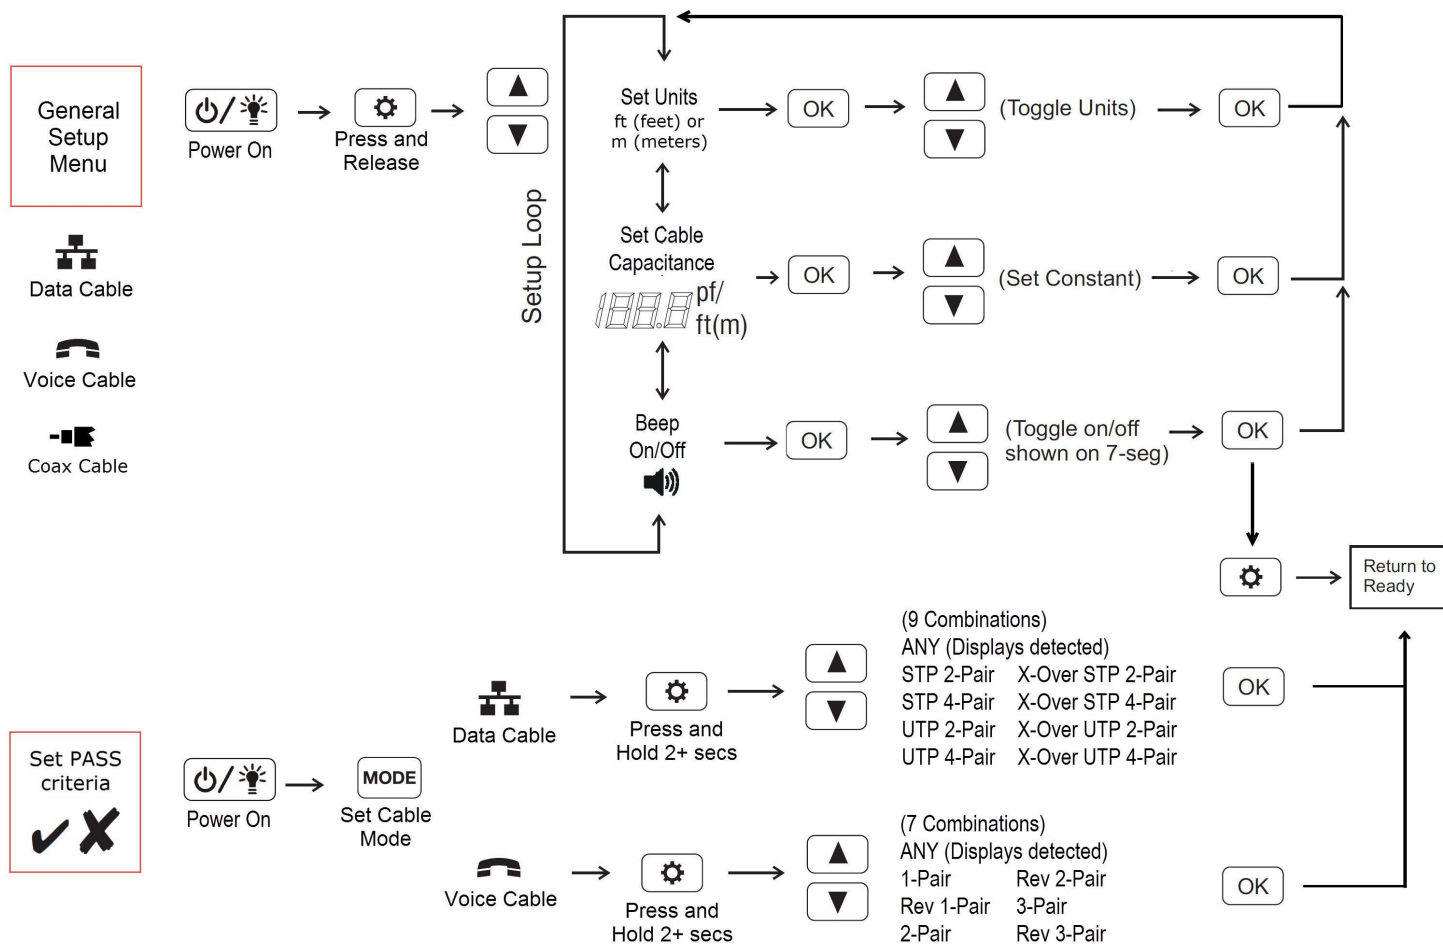 General
Setup
Menu
Power On
Press and
Release
Setup Loop
Set Units
ft (feet) or
m (meters)
OK
(Toggle Units)
OK
Data Cable
Voice Cable
Coax Cable
Set Cable
Capacitance
188.8 pf/
ft(m)
OK
(Set Constant)
OK
Beep
On/Off
OK
(Toggle on/off
shown on 7-seg)
OK
Return to
Ready
Set PASS
criteria
Power On
MODE
Set Cable
Mode
Data Cable
Press and
Hold 2+ secs
(9 Combinations)
ANY (Displays detected)
STP 2-Pair X-Over STP 2-Pair
STP 4-Pair X-Over STP 4-Pair
UTP 2-Pair X-Over UTP 2-Pair
UTP 4-Pair X-Over UTP 4-Pair
OK
Voice Cable
Press and
Hold 2+ secs
(7 Combinations)
ANY (Displays detected)
1-Pair Rev 2-Pair
Rev 1-Pair 3-Pair
2-Pair Rev 3-Pair
OK